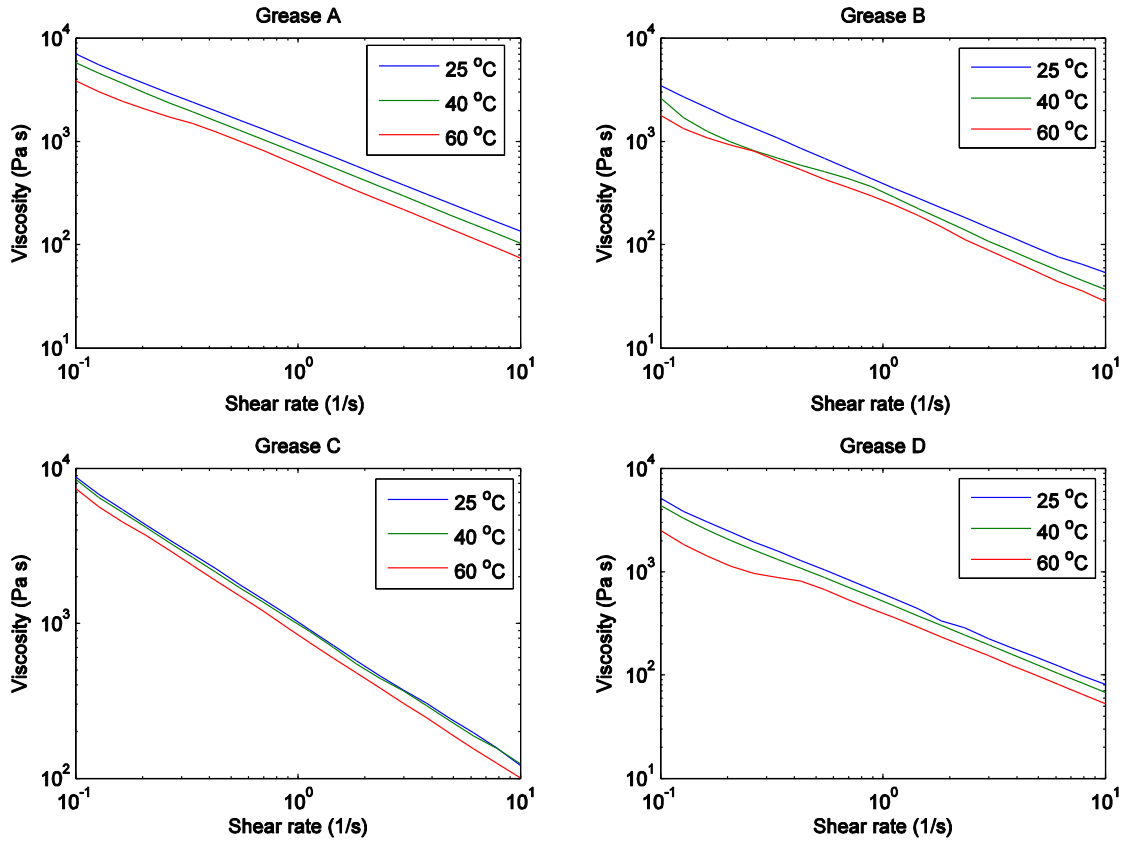 Grease A
10^4
10^3
10^2
10^1
Viscosity (Pa s)
25 °C
40 °C
60 °C
10^-1
10^0
10^1
Shear rate (1/s)
Grease B
10^4
10^3
10^2
10^1
Viscosity (Pa s)
25 °C
40 °C
60 °C
10^-1
10^0
10^1
Shear rate (1/s)
Grease C
10^4
10^3
10^2
Viscosity (Pa s)
25 °C
40 °C
60 °C
10^-1
10^0
10^1
Shear rate (1/s)
Grease D
10^4
10^3
10^2
10^1
Viscosity (Pa s)
25 °C
40 °C
60 °C
10^-1
10^0
10^1
Shear rate (1/s)